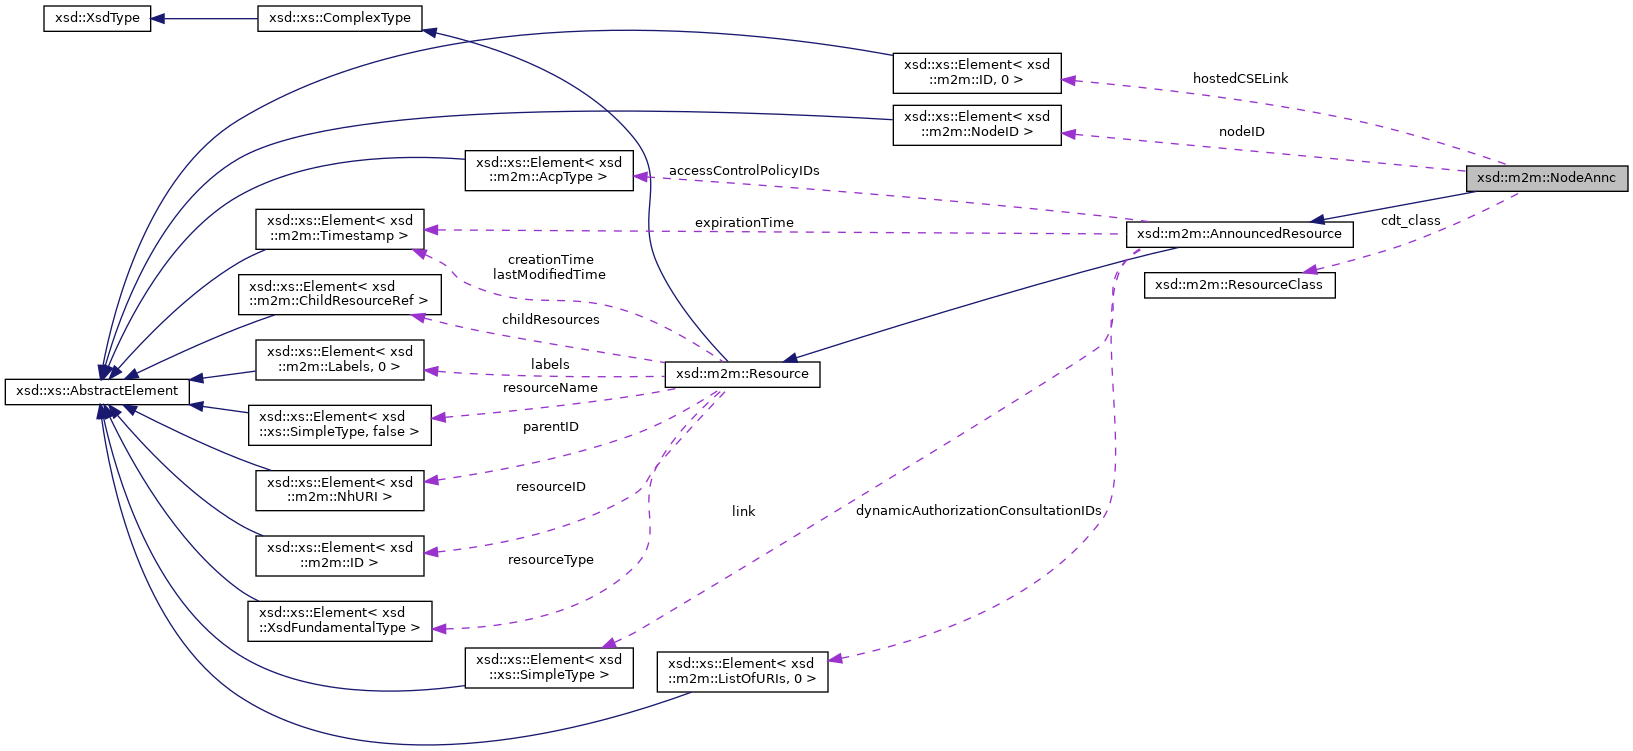 xsd::XsdType
xsd::xs::ComplexType
xsd::xs::Element< xsd
::m2m::ID, 0 >
hostedCSELink
xsd::xs::Element< xsd
::m2m::NodeID >
nodeID
xsd::xs::Element< xsd
::m2m::AcpType >
accessControlPolicyIDs
xsd::m2m::NodeAnnc
xsd::xs::Element< xsd
::m2m::Timestamp >
expirationTime
cdt_class
xsd::m2m::AnnouncedResource
creationTime
lastModifiedTime
xsd::xs::Element< xsd
::m2m::ChildResourceRef >
xsd::m2m::ResourceClass
childResources
xsd::xs::Element< xsd
::m2m::Labels, 0 >
labels
xsd::m2m::Resource
xsd::xs::AbstractElement
resourceName
xsd::xs::Element< xsd
::xs::SimpleType, false >
parentID
xsd::xs::Element< xsd
::m2m::NhURI >
resourceID
link
dynamicAuthorizationConsultationIDs
xsd::xs::Element< xsd
::m2m::ID >
resourceType
xsd::xs::Element< xsd
::XsdFundamentalType >
xsd::xs::Element< xsd
::xs::SimpleType >
xsd::xs::Element< xsd
::m2m::ListOfURIs, 0 >